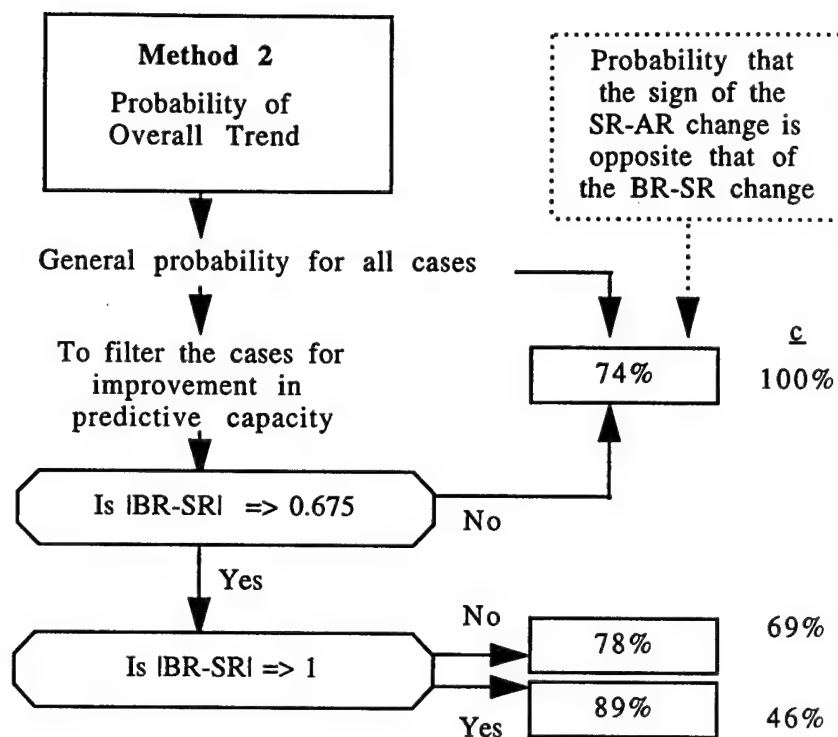 Method 2
Probability of
Overall Trend
Probability that
the sign of the
SR-AR change is
opposite that of
the BR-SR change
General probability for all cases
To filter the cases for
improvement in
predictive capacity
c
74%
100%
Is |BR-SR| => 0.675
No
Yes
Is |BR-SR| => 1
No
78%
69%
Yes
89%
46%